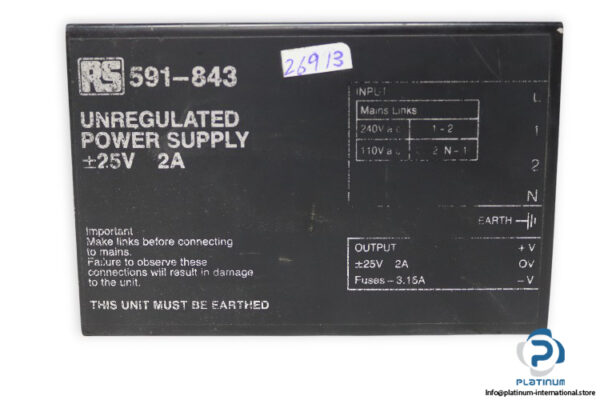 RS 591-843
26913
UNREGULATED
POWER SUPPLY
±25V 2A
Important
Make links before connecting
to mains.
Failure to observe these
connections will result in damage
to the unit.
THIS UNIT MUST BE EARTHED
INPUT
Mains Links
240V a c 1-2
110V a c 2 N-1
L
1
2
N
EARTH
OUTPUT +V
±25V 2A 0V
Fuses-3.15A -V
PLATINUM
Info@platinum-international.store